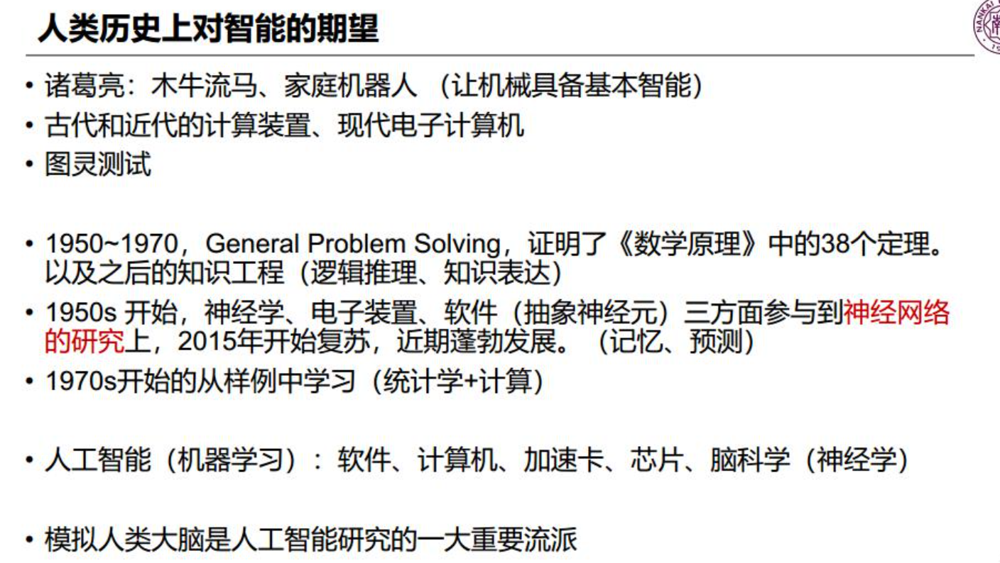 人类历史上对智能的期望
NANKAI
南
19
• 诸葛亮：木牛流马、家庭机器人 （让机械具备基本智能）
• 古代和近代的计算装置、现代电子计算机
• 图灵测试
• 1950~1970，General Problem Solving，证明了《数学原理》中的38个定理。
以及之后的知识工程（逻辑推理、知识表达）
• 1950s 开始，神经学、电子装置、软件（抽象神经元）三方面参与到神经网络
的研究上，2015年开始复苏，近期蓬勃发展。（记忆、预测）
• 1970s开始的从样例中学习（统计学+计算）
• 人工智能（机器学习）：软件、计算机、加速卡、芯片、脑科学（神经学）
• 模拟人类大脑是人工智能研究的一大重要流派